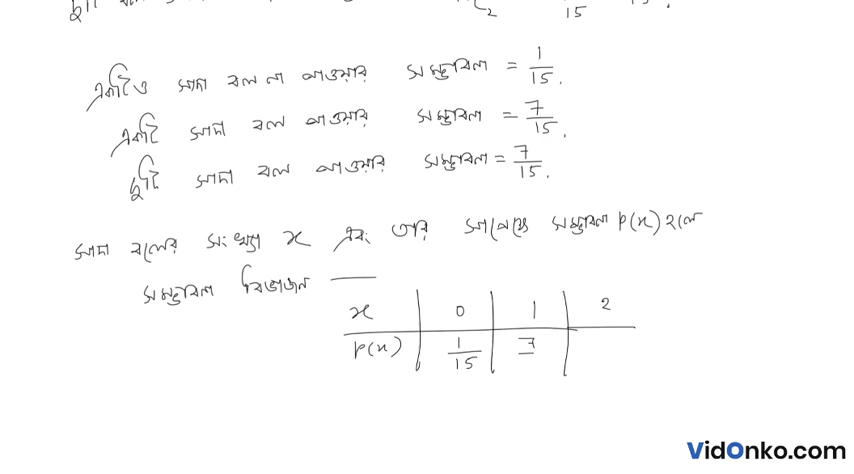 একটিও সাদা বল না পাওয়ার সম্ভাবনা = 1/15.
একটি সাদা বল পাওয়ার সম্ভাবনা = 7/15.
দুটি সাদা বল পাওয়ার সম্ভাবনা = 7/15.
সাদা বলের সংখ্যা x এবং তার সাপেক্ষে সম্ভাবনা P(x) হলে
সম্ভাবনা বিভাজন —
x | 0 | 1 | 2
P(x) | 1/15 | 7
VidOnko.com